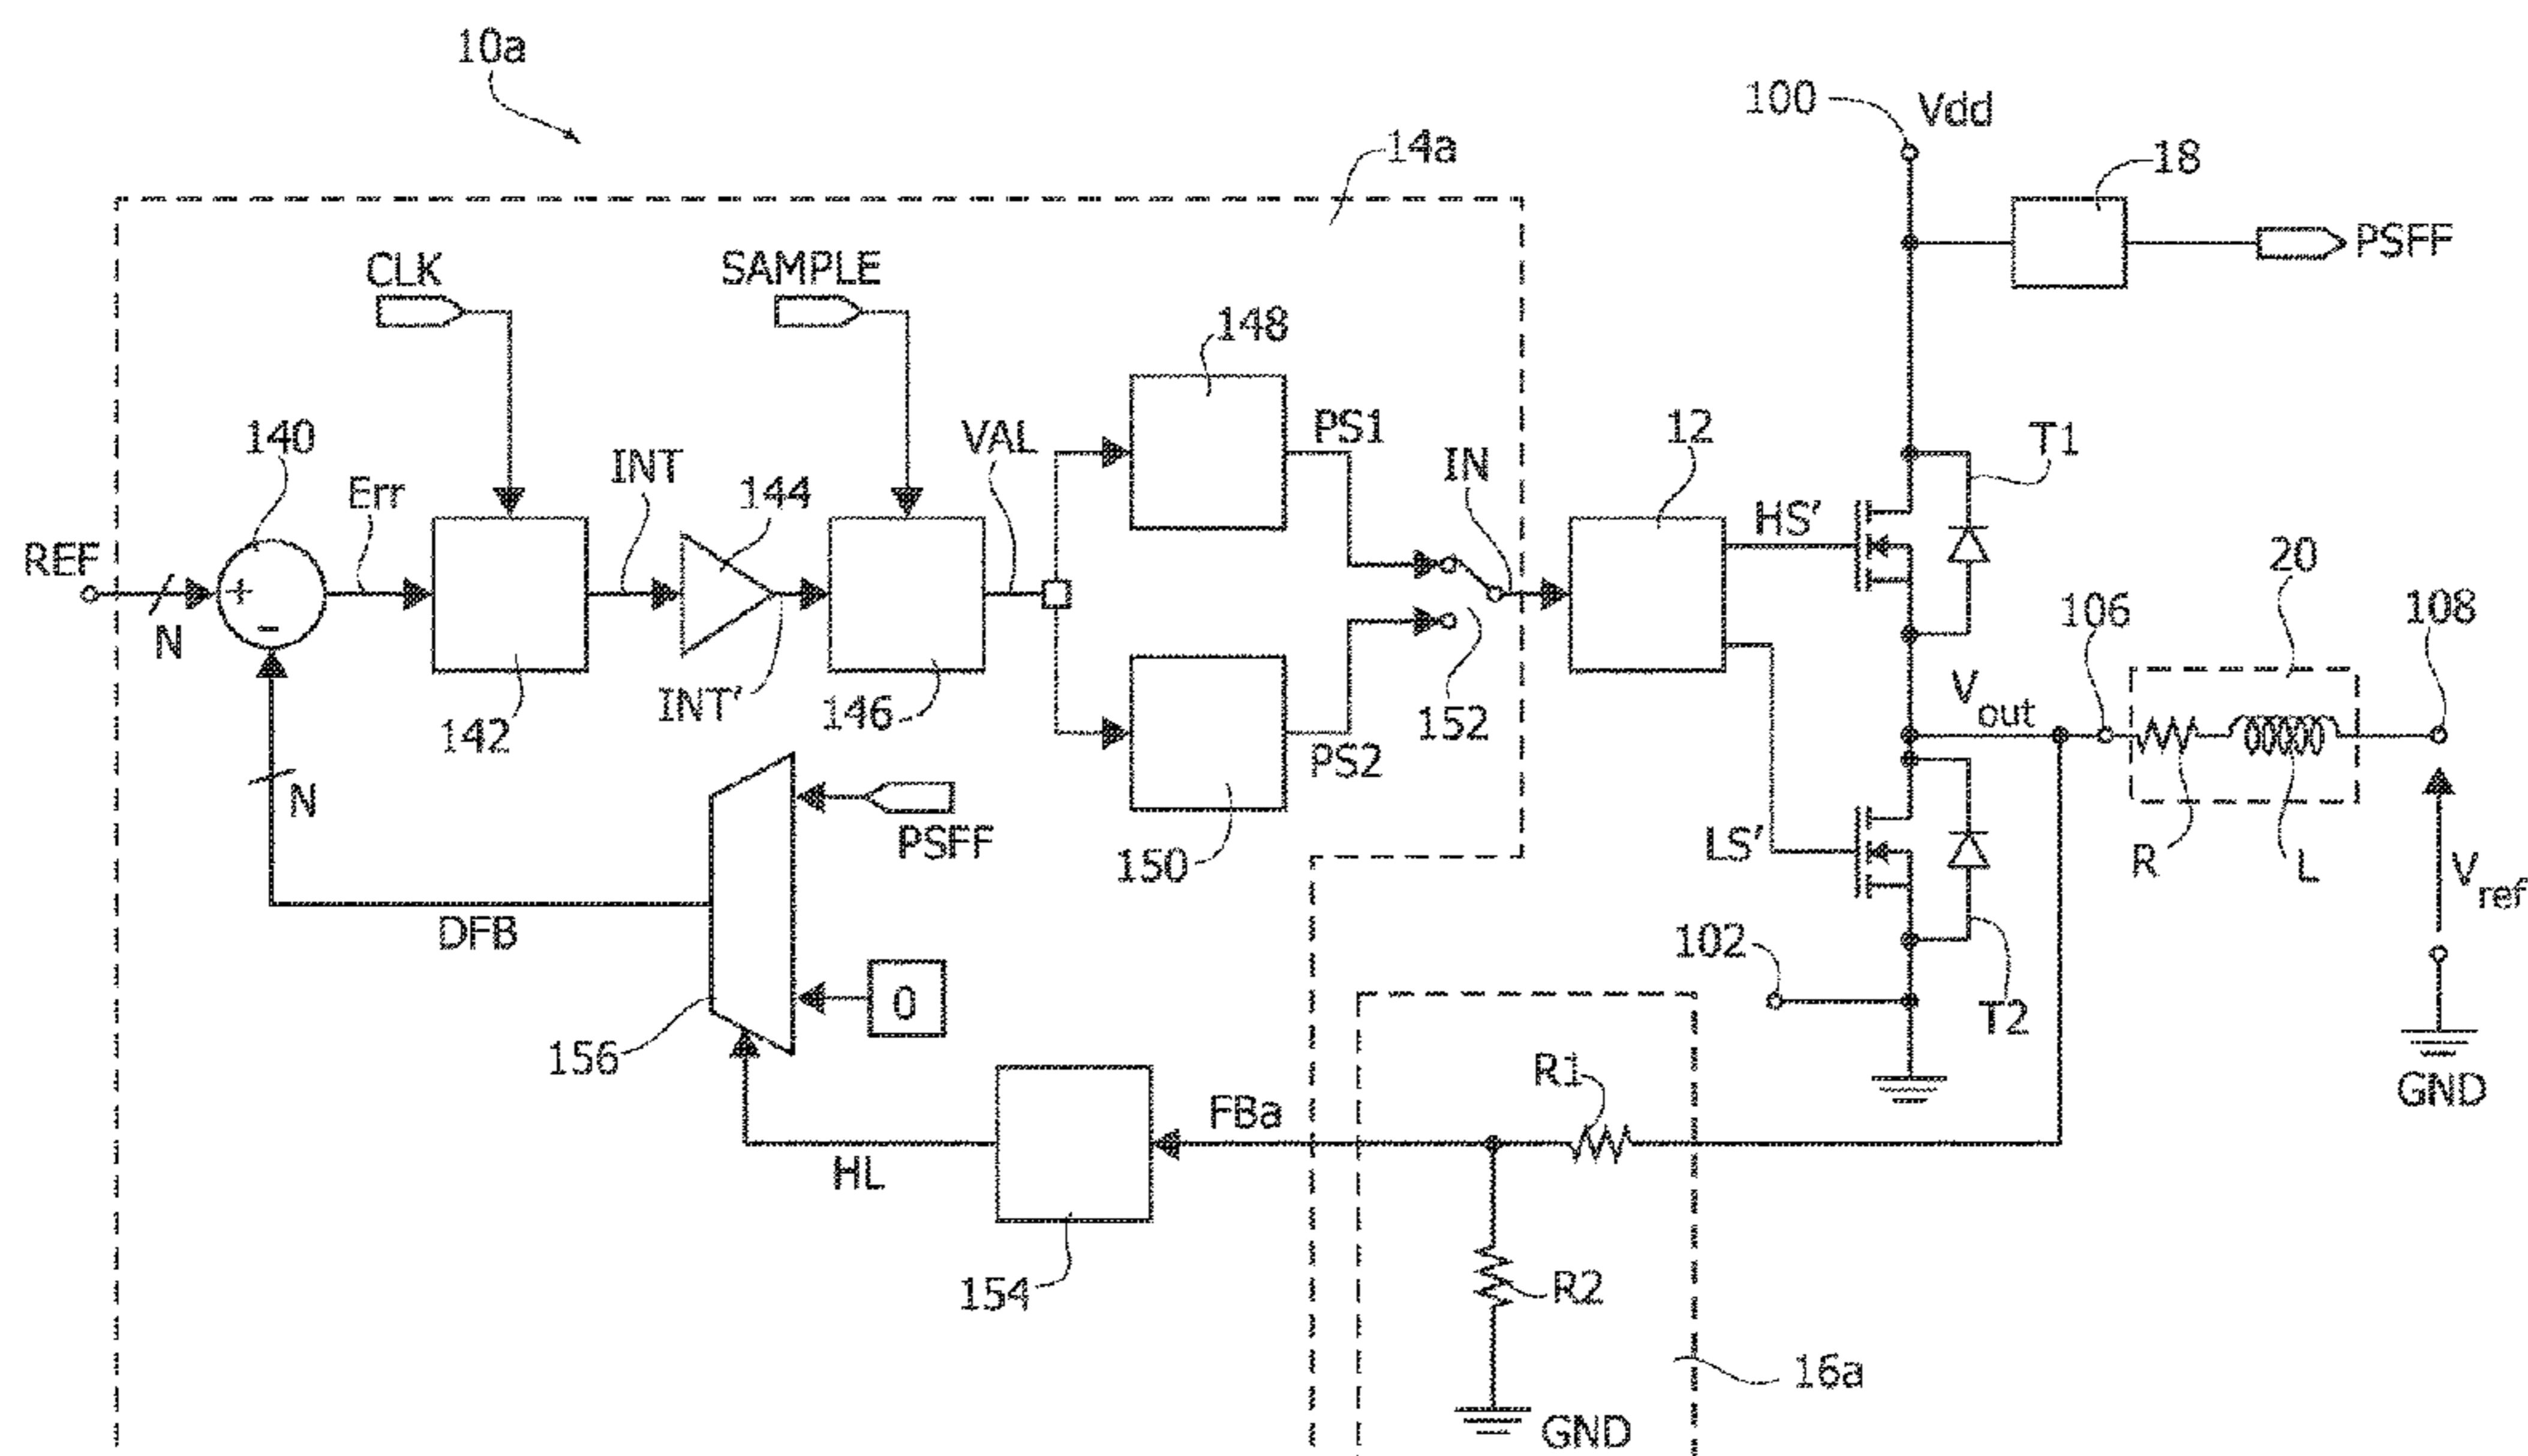 10a
100
Vdd
14a
18
PSFF
CLK
SAMPLE
148
140
Err
INT
144
VAL
PS1
IN
12
T1
HS'
20
REF
+
-
N
106
108
INT'
142
146
152
PS2
V out
150
N
PSFF
LS'
R
L
V ref
DFB
102
0
T2
156
R1
GND
FBa
HL
154
R2
16a
GND